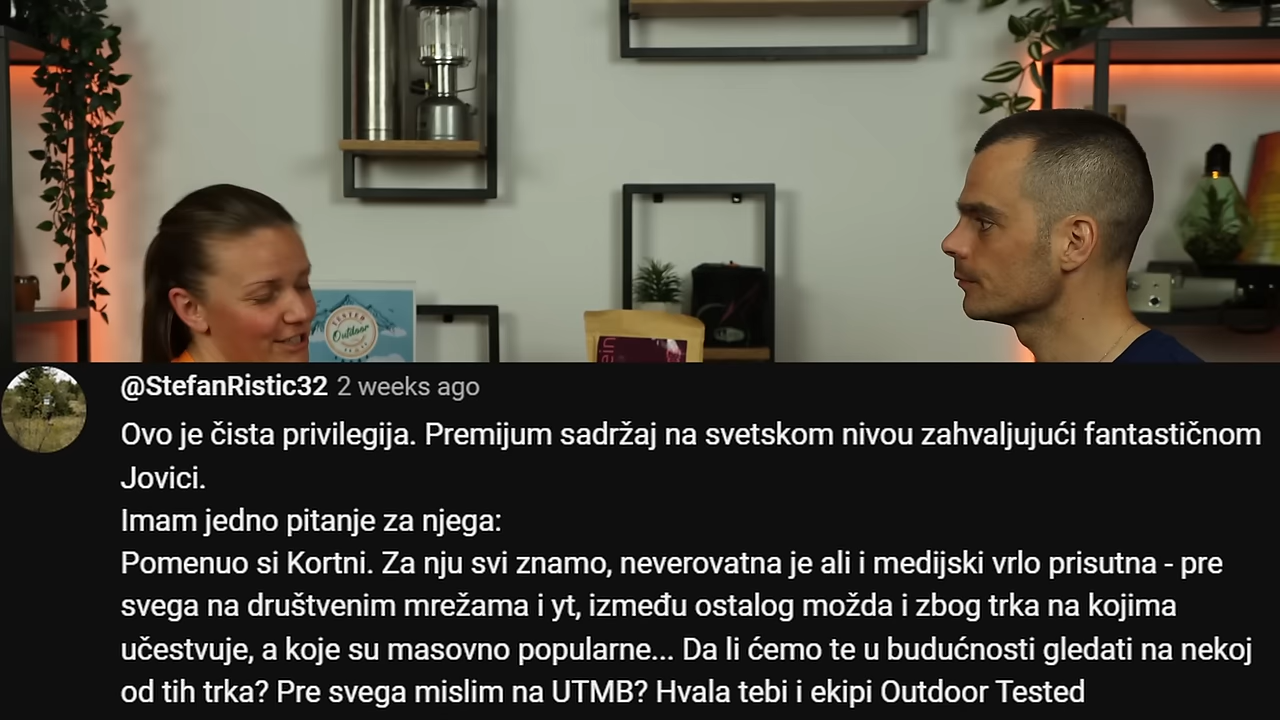 TESTED
Outdoor
@StefanRistic32 2 weeks ago
Ovo je čista privilegija. Premijum sadržaj na svetskom nivou zahvaljujući fantastičnom
Jovici.
Imam jedno pitanje za njega:
Pomenuo si Kortni. Za nju svi znamo, neverovatna je ali i medijski vrlo prisutna - pre
svega na društvenim mrežama i yt, između ostalog možda i zbog trka na kojima
učestvuje, a koje su masovno popularne... Da li ćemo te u budućnosti gledati na nekoj
od tih trka? Pre svega mislim na UTMB? Hvala tebi i ekipi Outdoor Tested